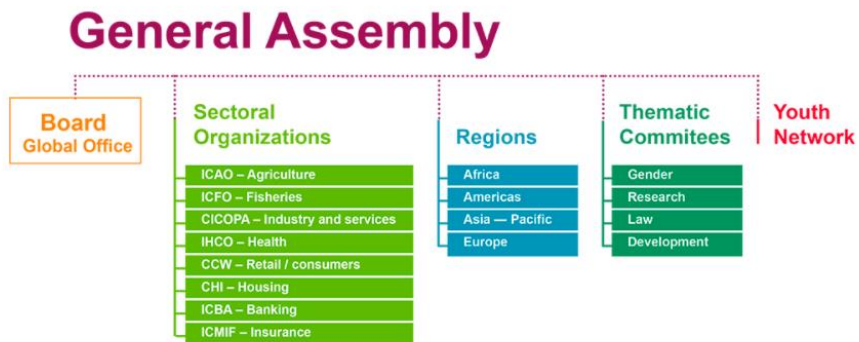 General Assembly
Board
Global Office
Sectoral
Organizations
ICAO – Agriculture
ICFO – Fisheries
CICOPA – Industry and services
IHCO – Health
CCW – Retail / consumers
CHI – Housing
ICBA – Banking
ICMIF – Insurance
Regions
Africa
Americas
Asia — Pacific
Europe
Thematic
Commitees
Gender
Research
Law
Development
Youth
Network